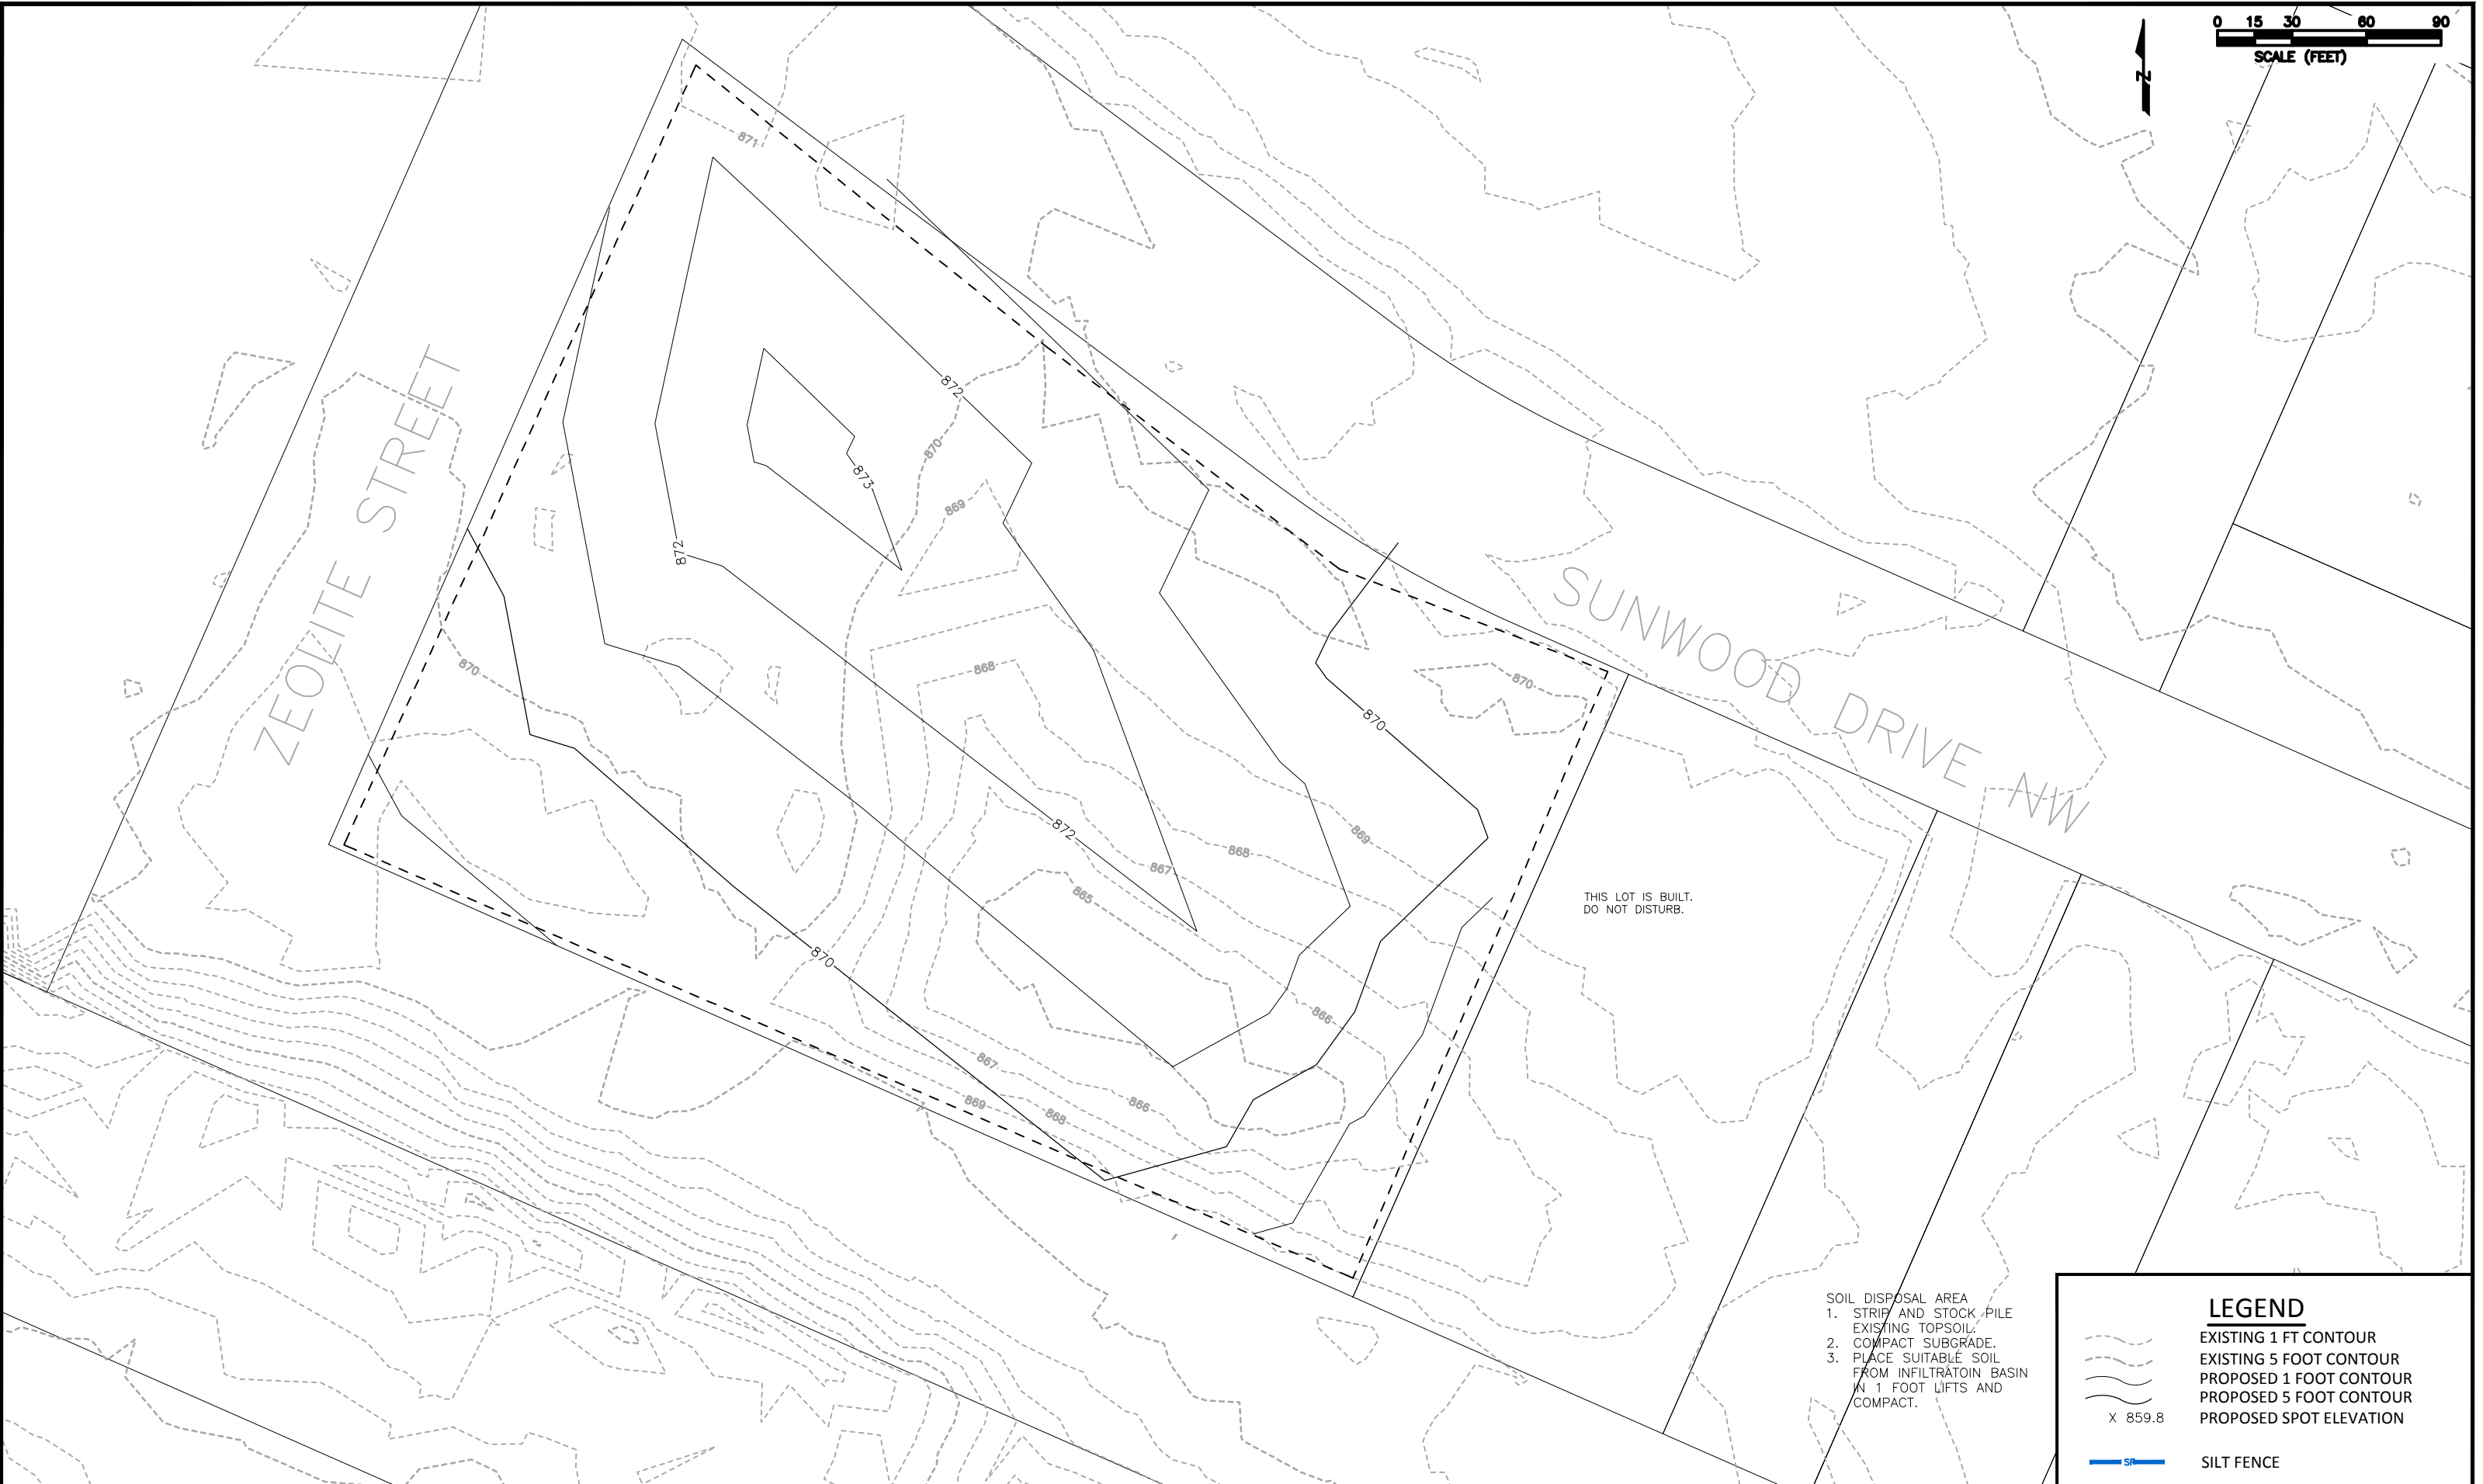 0 15 30 60 90
SCALE (FEET)
N
871
872
870
873
869
872
868
870
870
870
872
869
868
867
865
870
866
867
866
869
868
ZEOLITE STREET
SUNWOOD DRIVE NW
THIS LOT IS BUILT.
DO NOT DISTURB.
SOIL DISPOSAL AREA
1. STRIP AND STOCK PILE
EXISTING TOPSOIL.
2. COMPACT SUBGRADE.
3. PLACE SUITABLE SOIL
FROM INFILTRATOIN BASIN
IN 1 FOOT LIFTS AND
COMPACT.
LEGEND
EXISTING 1 FT CONTOUR
EXISTING 5 FOOT CONTOUR
PROPOSED 1 FOOT CONTOUR
PROPOSED 5 FOOT CONTOUR
X 859.8 PROPOSED SPOT ELEVATION
SF SILT FENCE